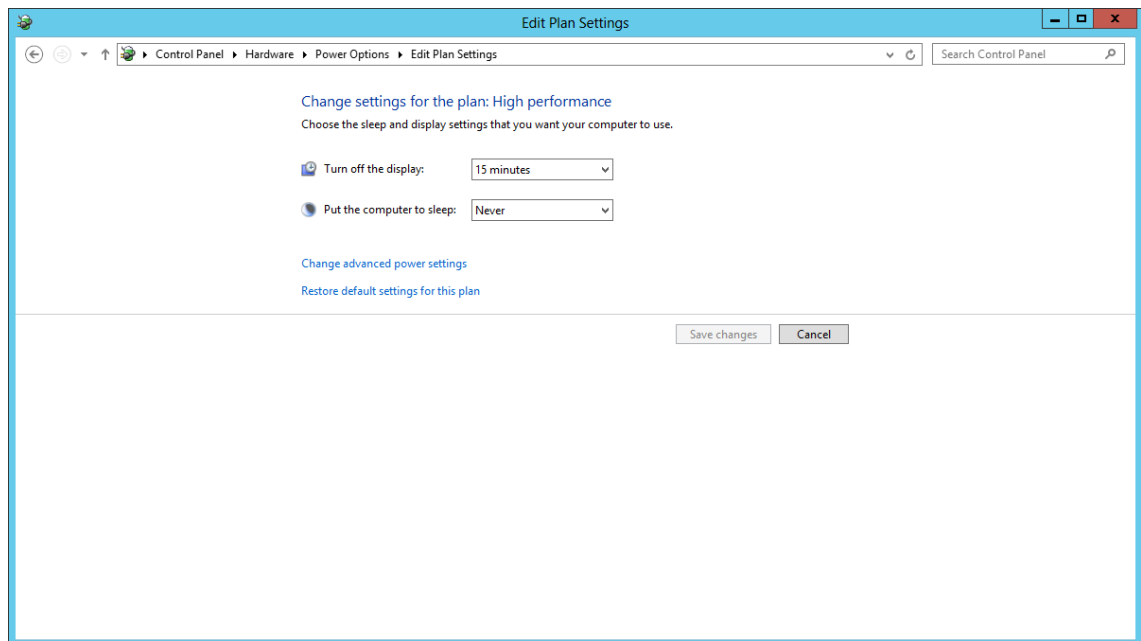 Edit Plan Settings
Control Panel Hardware Power Options Edit Plan Settings
Search Control Panel
Change settings for the plan: High performance
Choose the sleep and display settings that you want your computer to use.
Turn off the display: 15 minutes
Put the computer to sleep: Never
Change advanced power settings
Restore default settings for this plan
Save changes Cancel